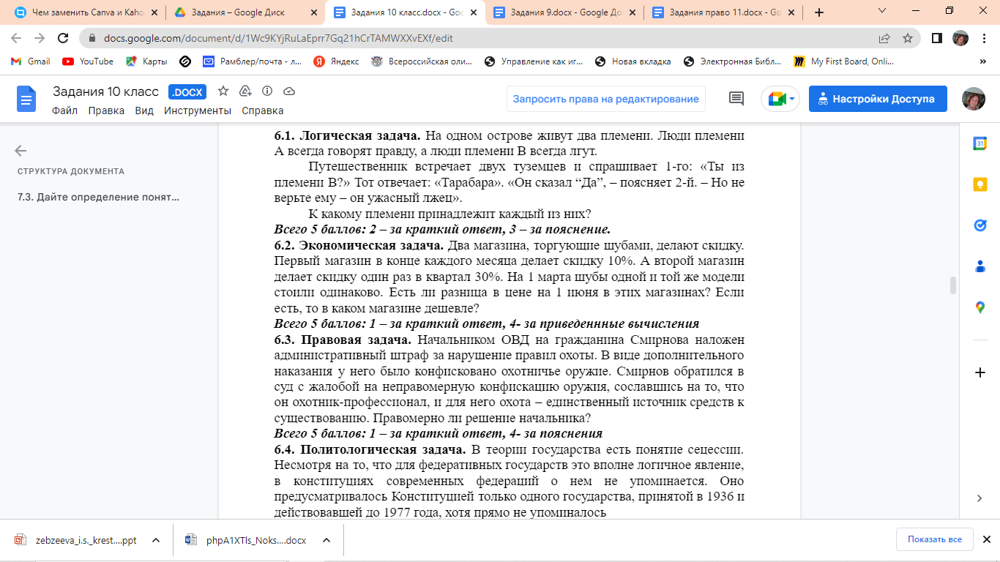 Чем заменить Canva и Kaho
Задания – Google Диск
Задания 10 класс.docx - Goo
Задания 9.docx - Google До
Задания право 11.docx - Go
docs.google.com/document/d/1Wc9KYjRuLaEprr7Gq21hCrTAMWXXvEXf/edit
Gmail YouTube Карты Рамблер/почта - л... Яндекс Всероссийская оли... Управление как иг... Новая вкладка Электронная Библ... My First Board, Onli... »
Задания 10 класс .DOCX
Файл Правка Вид Инструменты Справка
Запросить права на редактирование
Настройки Доступа
СТРУКТУРА ДОКУМЕНТА
7.3. Дайте определение понят...
6.1. Логическая задача. На одном острове живут два племени. Люди племени
А всегда говорят правду, а люди племени В всегда лгут.
Путешественник встречает двух туземцев и спрашивает 1-го: «Ты из
племени В?» Тот отвечает: «Тарабара». «Он сказал “Да”, – поясняет 2-й. – Но не
верьте ему – он ужасный лжец».
К какому племени принадлежит каждый из них?
Всего 5 баллов: 2 – за краткий ответ, 3 – за пояснение.
6.2. Экономическая задача. Два магазина, торгующие шубами, делают скидку.
Первый магазин в конце каждого месяца делает скидку 10%. А второй магазин
делает скидку один раз в квартал 30%. На 1 марта шубы одной и той же модели
стоили одинаково. Есть ли разница в цене на 1 июня в этих магазинах? Если
есть, то в каком магазине дешевле?
Всего 5 баллов: 1 – за краткий ответ, 4- за приведеннные вычисления
6.3. Правовая задача. Начальником ОВД на гражданина Смирнова наложен
административный штраф за нарушение правил охоты. В виде дополнительного
наказания у него было конфисковано охотничье оружие. Смирнов обратился в
суд с жалобой на неправомерную конфискацию оружия, сославшись на то, что
он охотник-профессионал, и для него охота – единственный источник средств к
существованию. Правомерно ли решение начальника?
Всего 5 баллов: 1 – за краткий ответ, 4- за пояснения
6.4. Политологическая задача. В теории государства есть понятие сецессии.
Несмотря на то, что для федеративных государств это вполне логичное явление,
в конституциях современных федераций о нем не упоминается. Оно
предусматривалось Конституцией только одного государства, принятой в 1936 и
действовавшей до 1977 года, хотя прямо не упоминалось
31
zebzeeva_i.s._krest....ppt
phpA1XTls_Noks....docx
Показать все